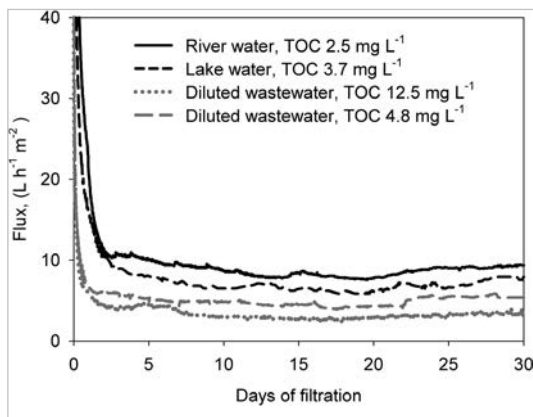 40
30
20
10
0
Flux, (L h⁻¹ m⁻²)
River water, TOC 2.5 mg L⁻¹
Lake water, TOC 3.7 mg L⁻¹
Diluted wastewater, TOC 12.5 mg L⁻¹
Diluted wastewater, TOC 4.8 mg L⁻¹
0 5 10 15 20 25 30
Days of filtration